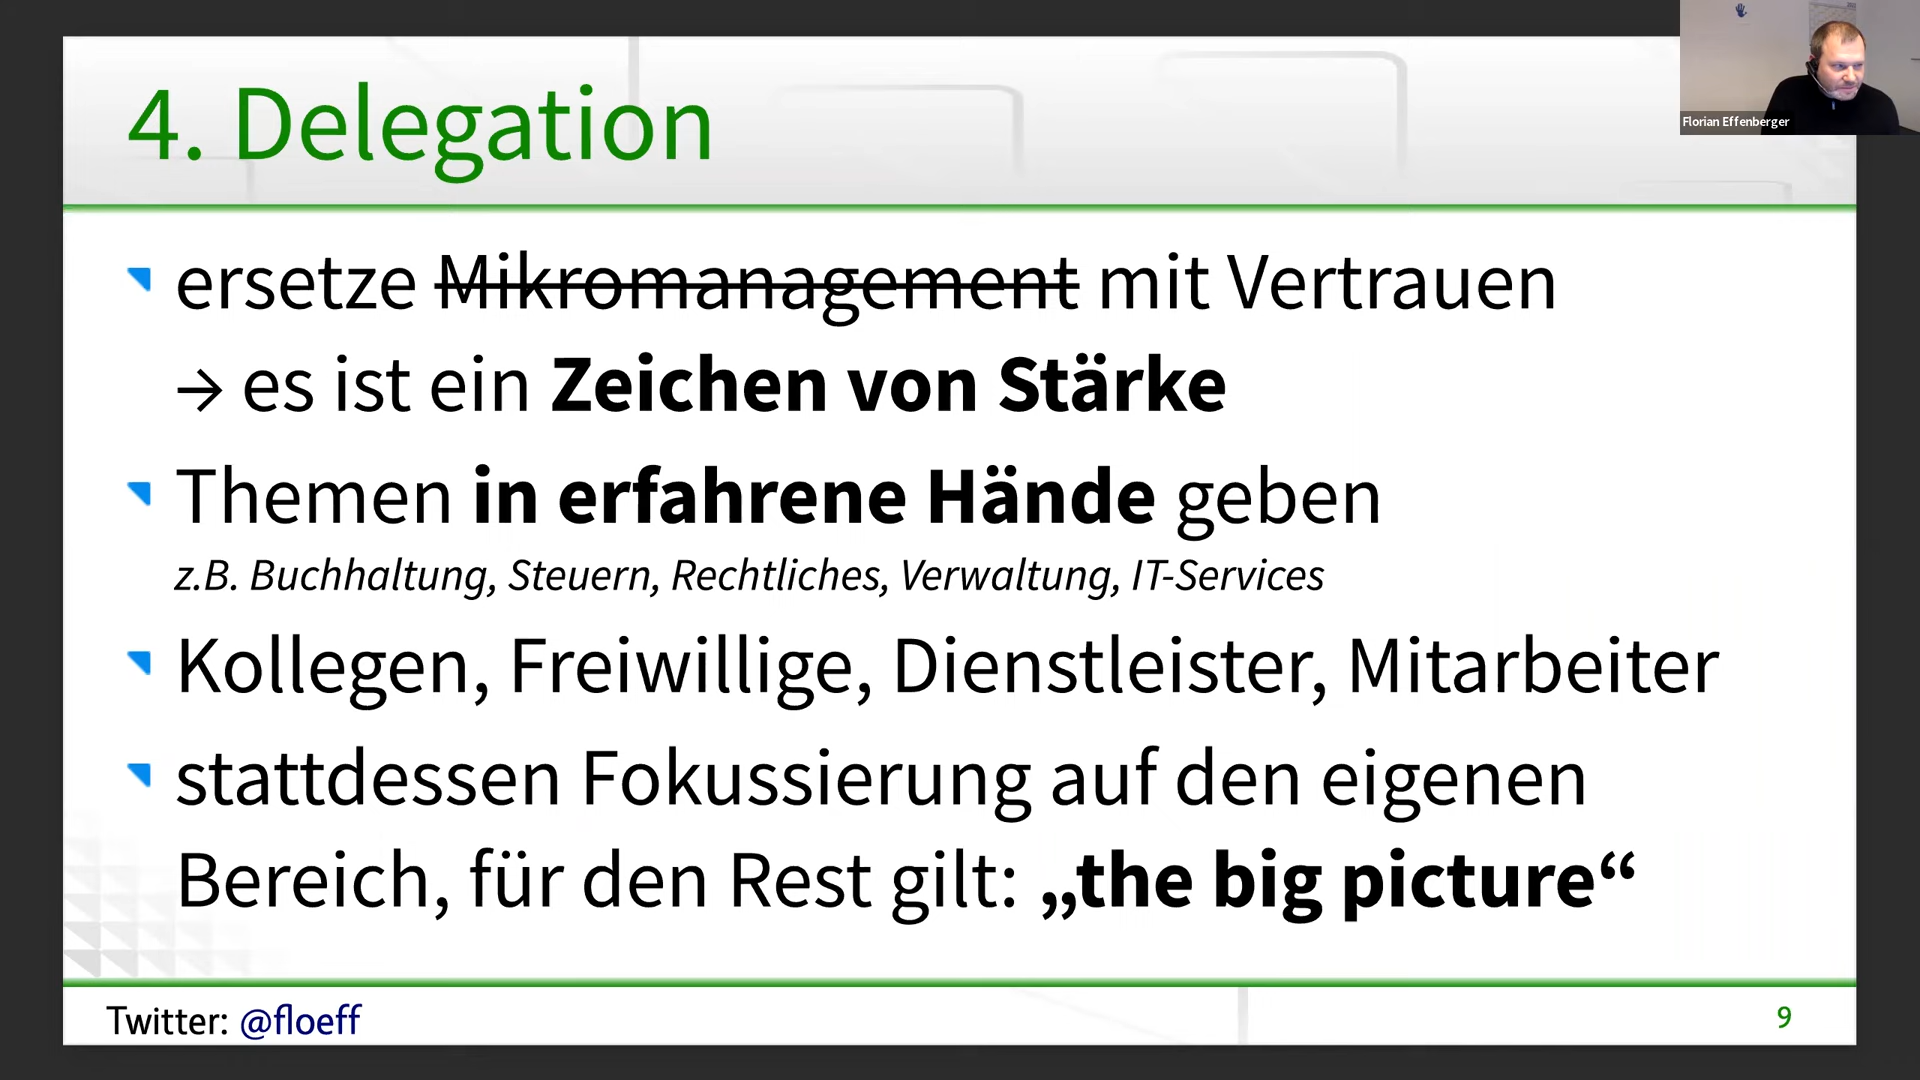 4. Delegation
ersetze Mikromanagement mit Vertrauen
→ es ist ein Zeichen von Stärke
Themen in erfahrene Hände geben
z.B. Buchhaltung, Steuern, Rechtliches, Verwaltung, IT-Services
Kollegen, Freiwillige, Dienstleister, Mitarbeiter
stattdessen Fokussierung auf den eigenen
Bereich, für den Rest gilt: „the big picture“
Twitter: @floeff
9
Florian Effenberger